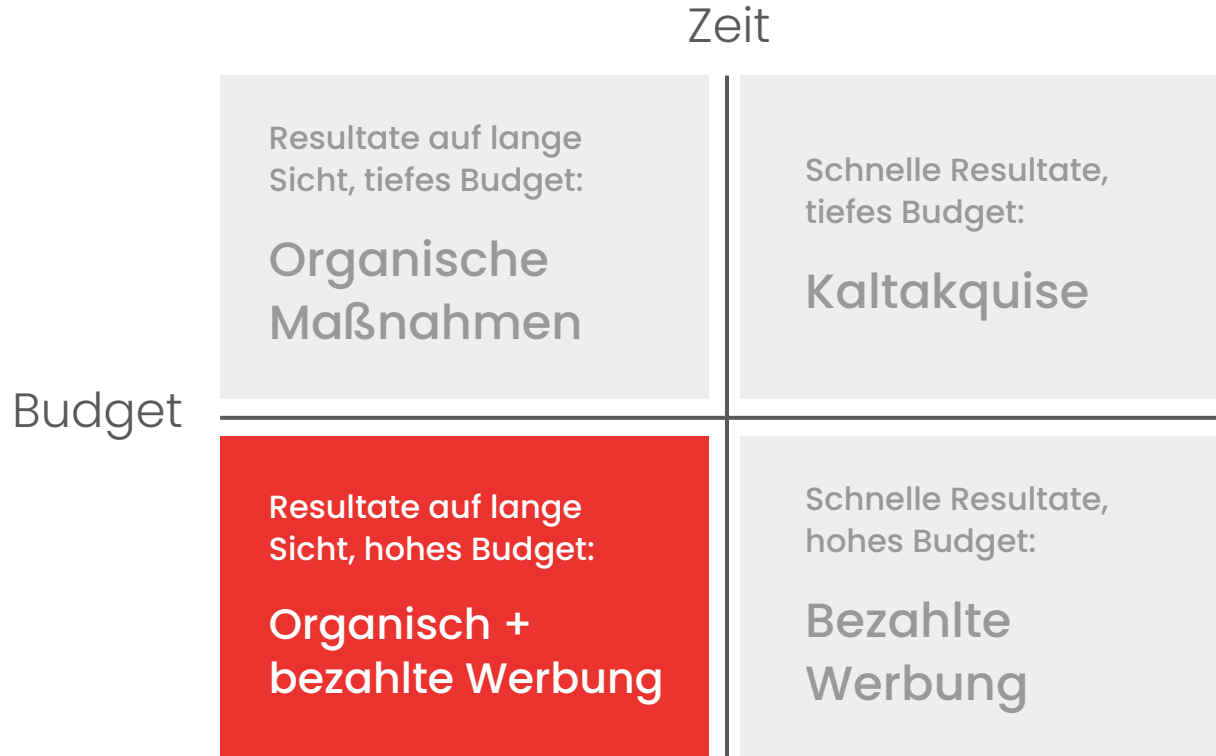 Zeit
Resultate auf lange
Sicht, tiefes Budget:
Organische
Maßnahmen
Schnelle Resultate,
tiefes Budget:
Kaltakquise
Budget
Resultate auf lange
Sicht, hohes Budget:
Organisch +
bezahlte Werbung
Schnelle Resultate,
hohes Budget:
Bezahlte
Werbung